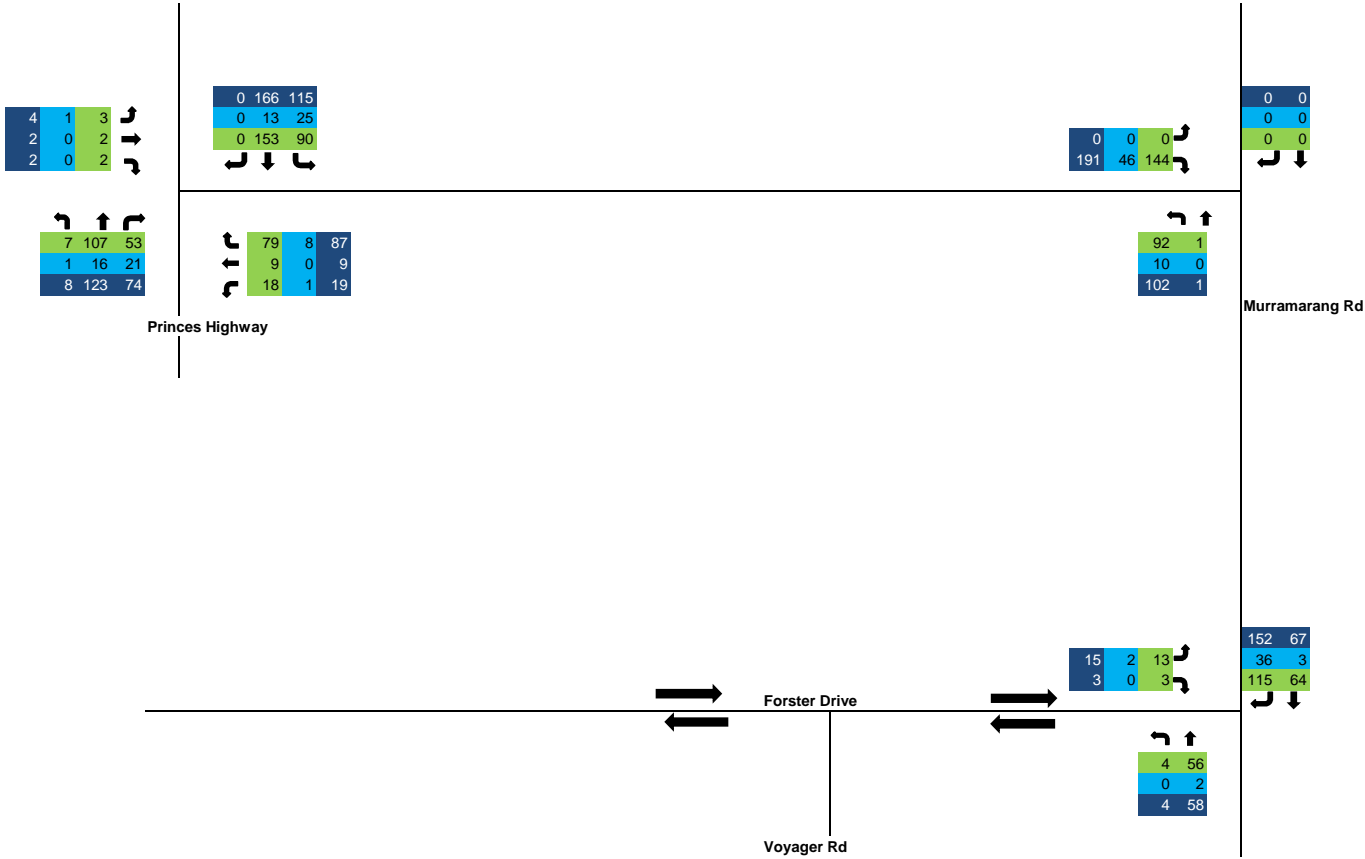 0 166 115
0 13 25
0 153 90
4 1 3
2 0 2
2 0 2
0 0
0 0
0 0
0 0 0
191 46 144
7 107 53
1 16 21
8 123 74
79 8 87
9 0 9
18 1 19
92 1
10 0
102 1
Murramarang Rd
Princes Highway
152 67
36 3
115 64
15 2 13
3 0 3
Forster Drive
4 56
0 2
4 58
Voyager Rd